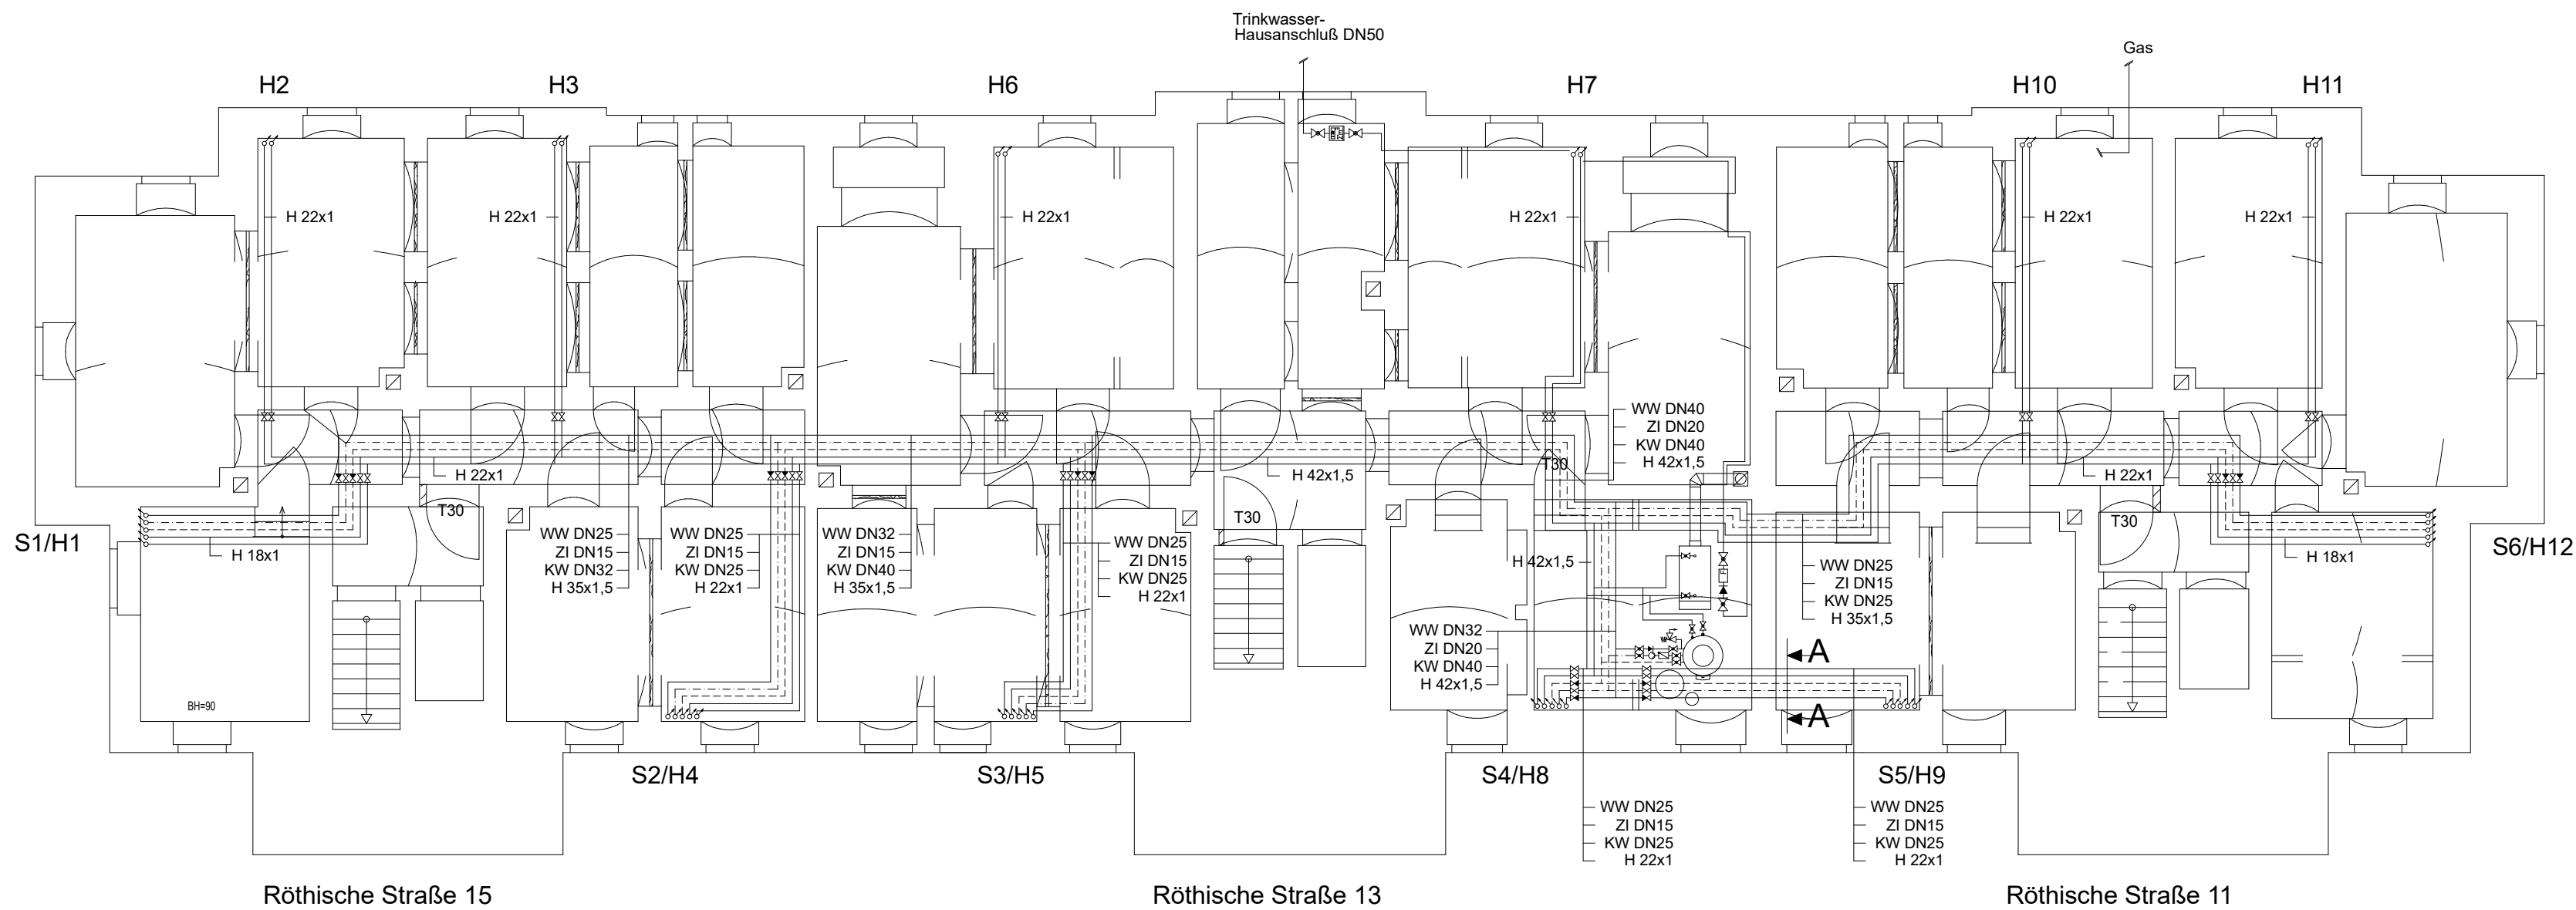 Trinkwasser-
Hausanschluß DN50
Gas
H2
H3
H6
H7
H10
H11
H 22x1
H 22x1
H 22x1
H 22x1
H 22x1
H 22x1
WW DN40
ZI DN20
KW DN40
H 42x1,5
T30
H 22x1
H 42x1,5
H 22x1
T30
T30
T30
S1/H1
H 18x1
WW DN25
ZI DN15
KW DN32
H 35x1,5
WW DN25
ZI DN15
KW DN25
H 22x1
WW DN32
ZI DN15
KW DN40
H 35x1,5
WW DN25
ZI DN15
KW DN25
H 22x1
H 42x1,5
WW DN25
ZI DN15
KW DN25
H 35x1,5
H 18x1
S6/H12
WW DN32
ZI DN20
KW DN40
H 42x1,5
A
A
BH=90
S2/H4
S3/H5
S4/H8
S5/H9
WW DN25
ZI DN15
KW DN25
H 22x1
WW DN25
ZI DN15
KW DN25
H 22x1
Röthische Straße 15
Röthische Straße 13
Röthische Straße 11